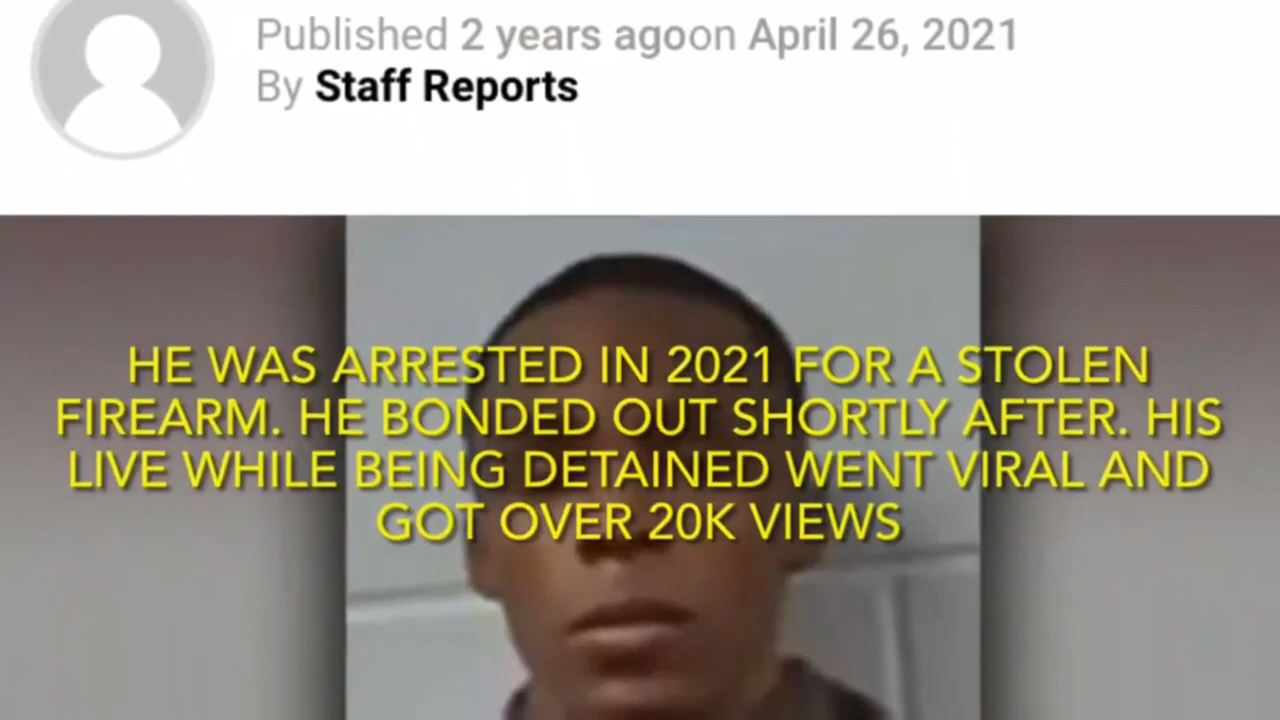 Published 2 years agoon April 26, 2021
By Staff Reports
HE WAS ARRESTED IN 2021 FOR A STOLEN
FIREARM. HE BONDED OUT SHORTLY AFTER. HIS
LIVE WHILE BEING DETAINED WENT VIRAL AND
GOT OVER 20K VIEWS